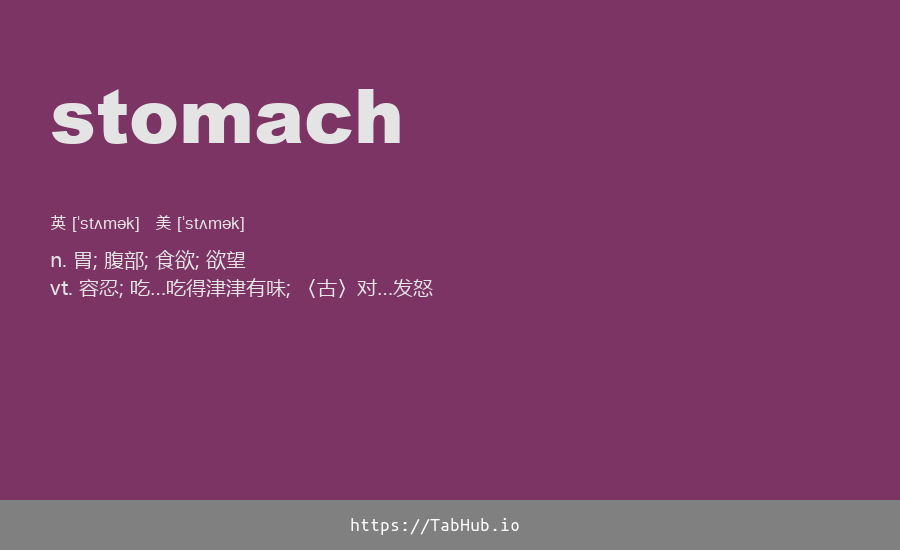 stomach
英 [ˈstʌmək] 美 [ˈstʌmək]
n. 胃; 腹部; 食欲; 欲望
vt. 容忍; 吃…吃得津津有味; 〈古〉对…发怒
https://TabHub.io